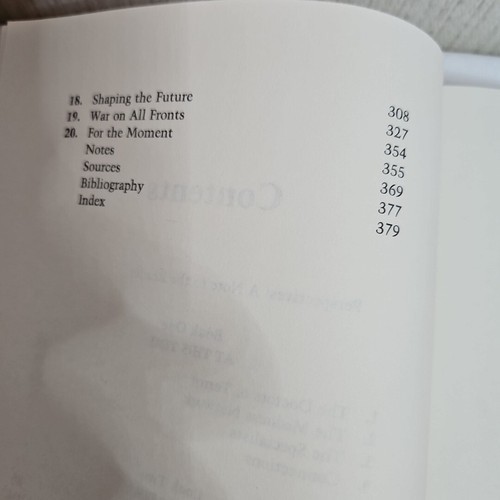 18. Shaping the Future 308
19. War on All Fronts 327
20. For the Moment 354
Notes 355
Sources 369
Bibliography 377
Index 379